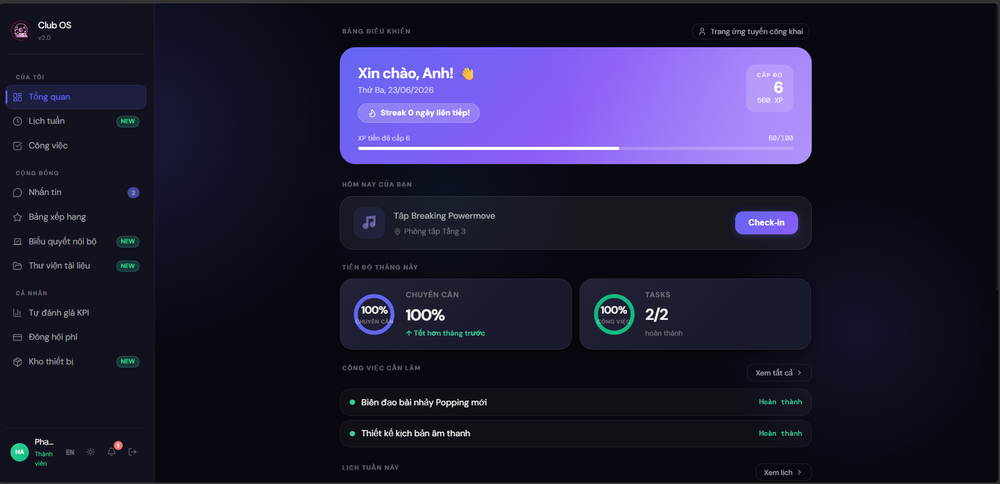 Club OS
v2.0
CỦA TÔI
Tổng quan
Lịch tuần
NEW
Công việc
CỘNG ĐỒNG
Nhắn tin
2
Bảng xếp hạng
Biểu quyết nội bộ
NEW
Thư viện tài liệu
NEW
CÁ NHÂN
Tự đánh giá KPI
Đóng hội phí
Kho thiết bị
NEW
HA
Phạ...
Thành
viên
EN
1
BẢNG ĐIỀU KHIỂN
Trang ứng tuyển công khai
Xin chào, Anh! 👋
Thứ Ba, 23/06/2026
Streak 0 ngày liên tiếp!
CẤP ĐỘ
6
560 XP
XP tiến độ cấp 6
60/100
HÔM NAY CỦA BẠN
Tập Breaking Powermove
Phòng tập Tầng 3
Check-in
TIẾN ĐỘ THÁNG NÀY
100%
CHUYÊN CẦN
CHUYÊN CẦN
100%
↑ Tốt hơn tháng trước
100%
CÔNG VIỆC
TASKS
2/2
hoàn thành
CÔNG VIỆC CẦN LÀM
Xem tất cả
Biên đạo bài nhảy Popping mới
Hoàn thành
Thiết kế kịch bản âm thanh
Hoàn thành
LỊCH TUẦN NÀY
Xem lịch